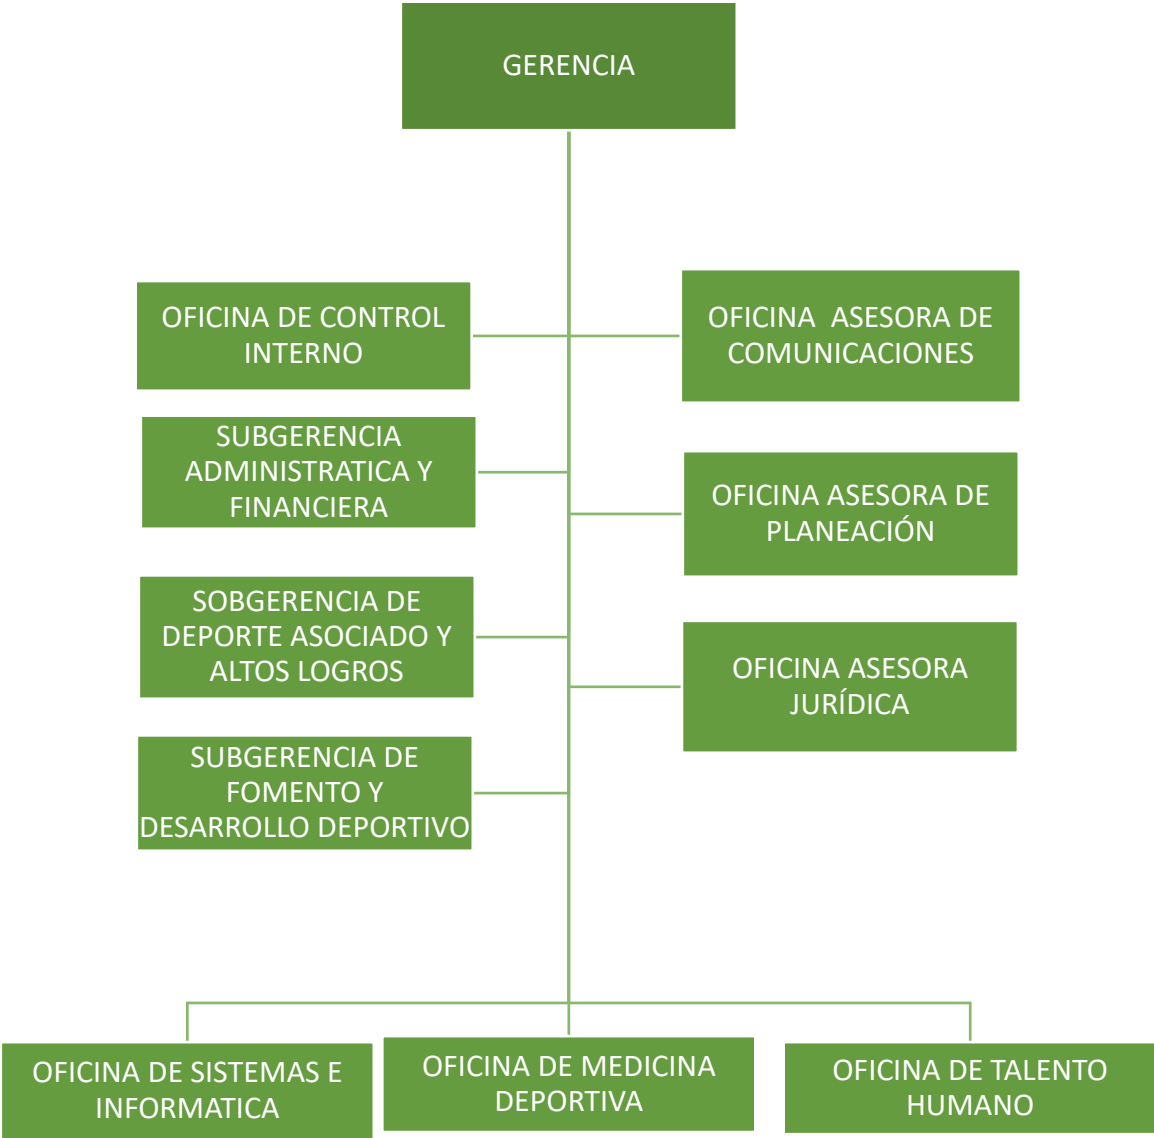 GERENCIA
OFICINA DE CONTROL
INTERNO
OFICINA  ASESORA DE
COMUNICACIONES
SUBGERENCIA
ADMINISTRATICA Y
FINANCIERA
OFICINA ASESORA DE
PLANEACIÓN
SOBGERENCIA DE
DEPORTE ASOCIADO Y
ALTOS LOGROS
OFICINA ASESORA
JURÍDICA
SUBGERENCIA DE
FOMENTO Y
DESARROLLO DEPORTIVO
OFICINA DE SISTEMAS E
INFORMATICA
OFICINA DE MEDICINA
DEPORTIVA
OFICINA DE TALENTO
HUMANO